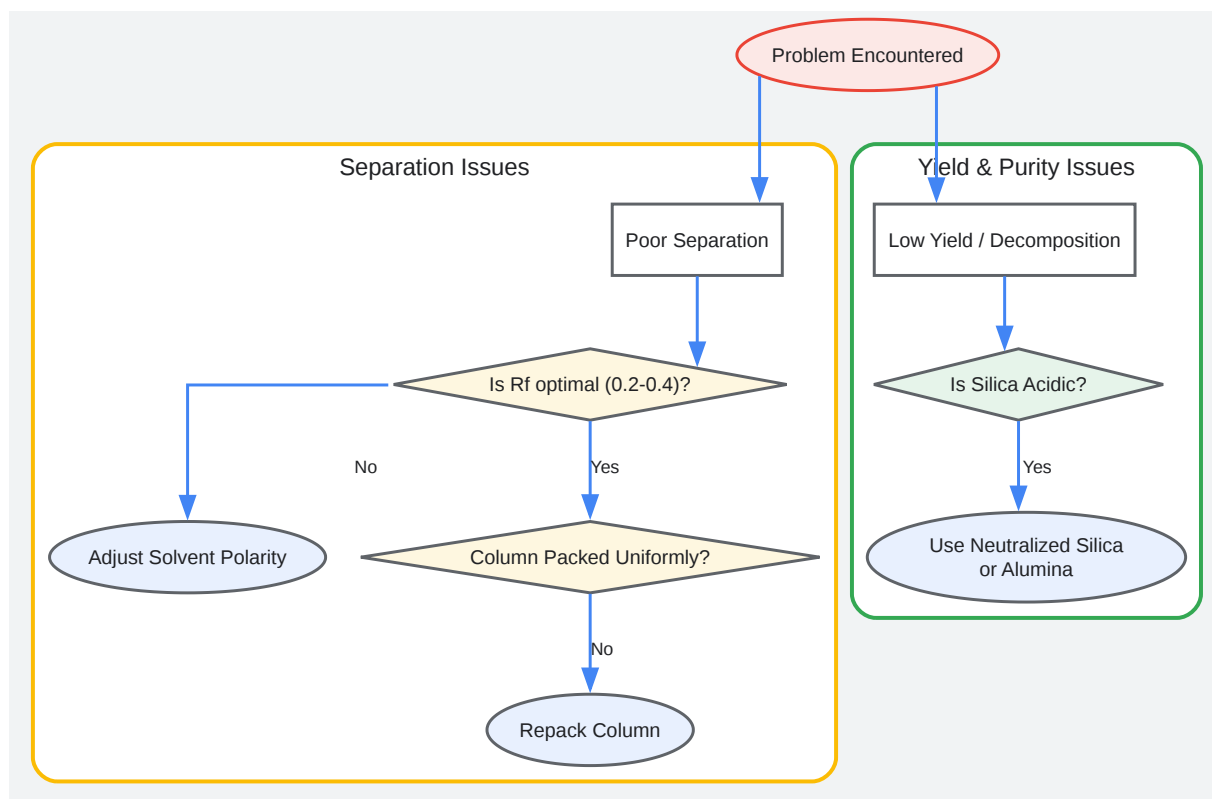 Problem Encountered
Separation Issues
Yield & Purity Issues
Poor Separation
Low Yield / Decomposition
Is Rf optimal (0.2-0.4)?
Is Silica Acidic?
No
Yes
Yes
Adjust Solvent Polarity
Column Packed Uniformly?
Use Neutralized Silica
or Alumina
No
Repack Column